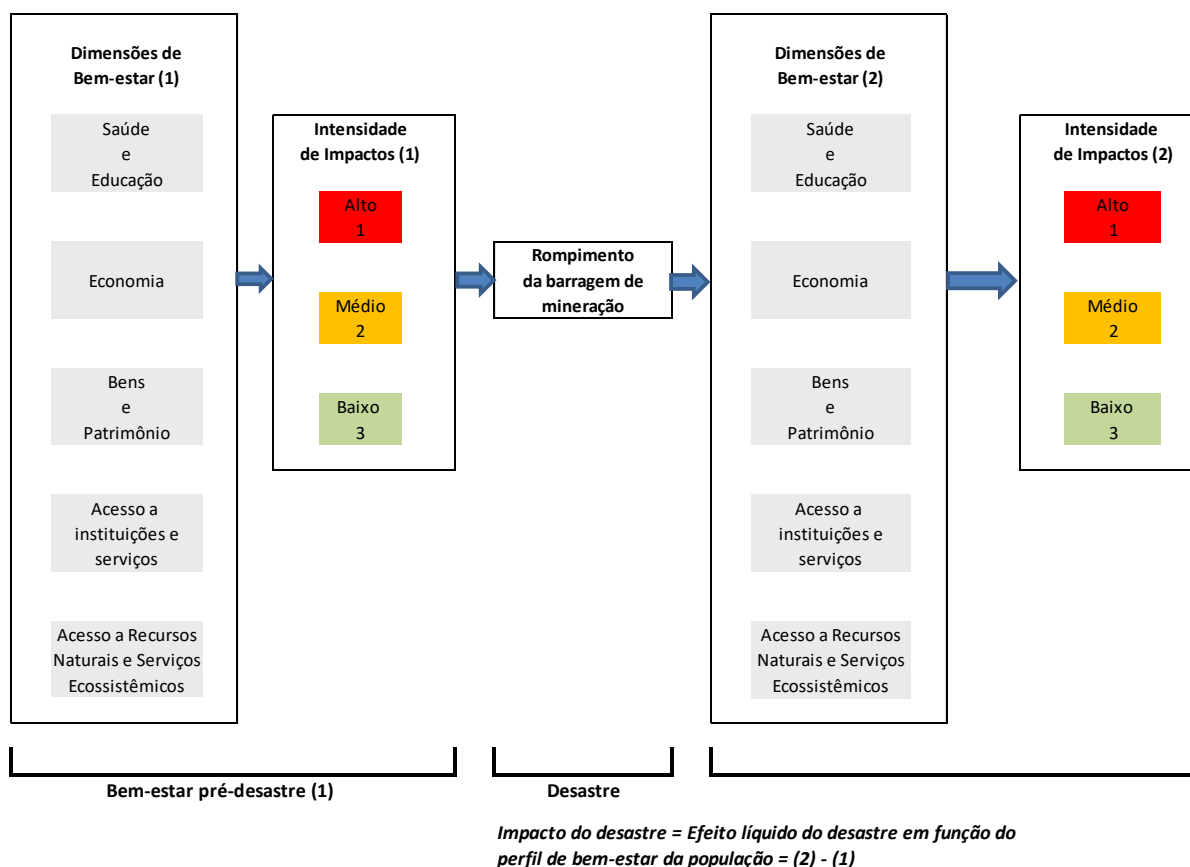 Dimensões de
Bem-estar (1)
Saúde
e
Educação
Economia
Bens
e
Patrimônio
Acesso a
instituições e
serviços
Acesso a Recursos
Naturais e Serviços
Ecossistêmicos
Intensidade
de Impactos (1)
Alto
1
Médio
2
Baixo
3
Rompimento
da barragem de
mineração
Dimensões de
Bem-estar (2)
Saúde
e
Educação
Economia
Bens
e
Patrimônio
Acesso a
instituições e
serviços
Acesso a Recursos
Naturais e Serviços
Ecossistêmicos
Intensidade
de Impactos (2)
Alto
1
Médio
2
Baixo
3
Bem-estar pré-desastre (1)
Desastre
Impacto do desastre = Efeito líquido do desastre em função do
perfil de bem-estar da população = (2) - (1)